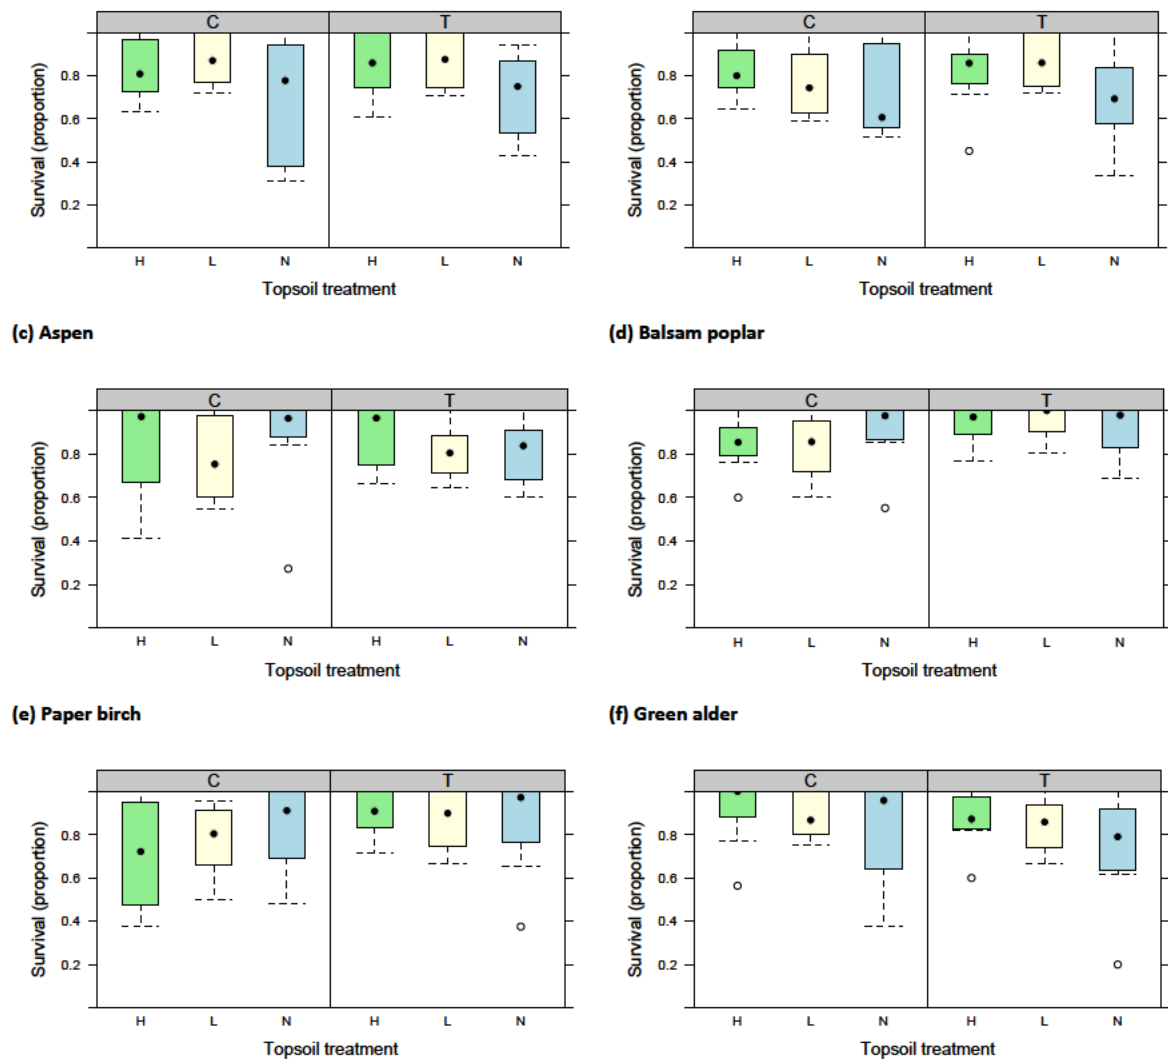 C T
Survival (proportion)
0.8
0.6
0.4
0.2
H L N H L N
Topsoil treatment
C T
Survival (proportion)
0.8
0.6
0.4
0.2
H L N H L N
Topsoil treatment
(c) Aspen
(d) Balsam poplar
C T
Survival (proportion)
0.8
0.6
0.4
0.2
H L N H L N
Topsoil treatment
C T
Survival (proportion)
0.8
0.6
0.4
0.2
H L N H L N
Topsoil treatment
(e) Paper birch
(f) Green alder
C T
Survival (proportion)
0.8
0.6
0.4
0.2
H L N H L N
Topsoil treatment
C T
Survival (proportion)
0.8
0.6
0.4
0.2
H L N H L N
Topsoil treatment